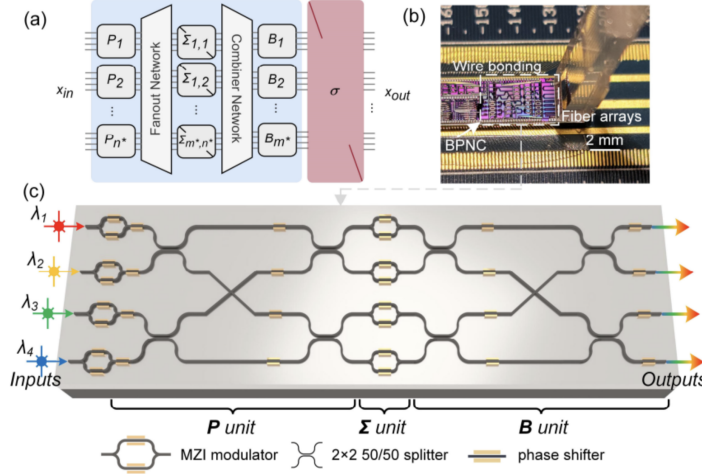 (a)
P1
P2
⋮
Pn*
xin
Fanout Network
Σ1,1
Σ1,2
⋮
Σm*,n*
Combiner Network
B1
B2
⋮
Bm*
σ
⋮
xout
(b)
Wire bonding
Fiber arrays
BPNC
2 mm
(c)
λ1
λ2
λ3
λ4
Inputs
Outputs
P unit
Σ unit
B unit
MZI modulator
2×2 50/50 splitter
phase shifter